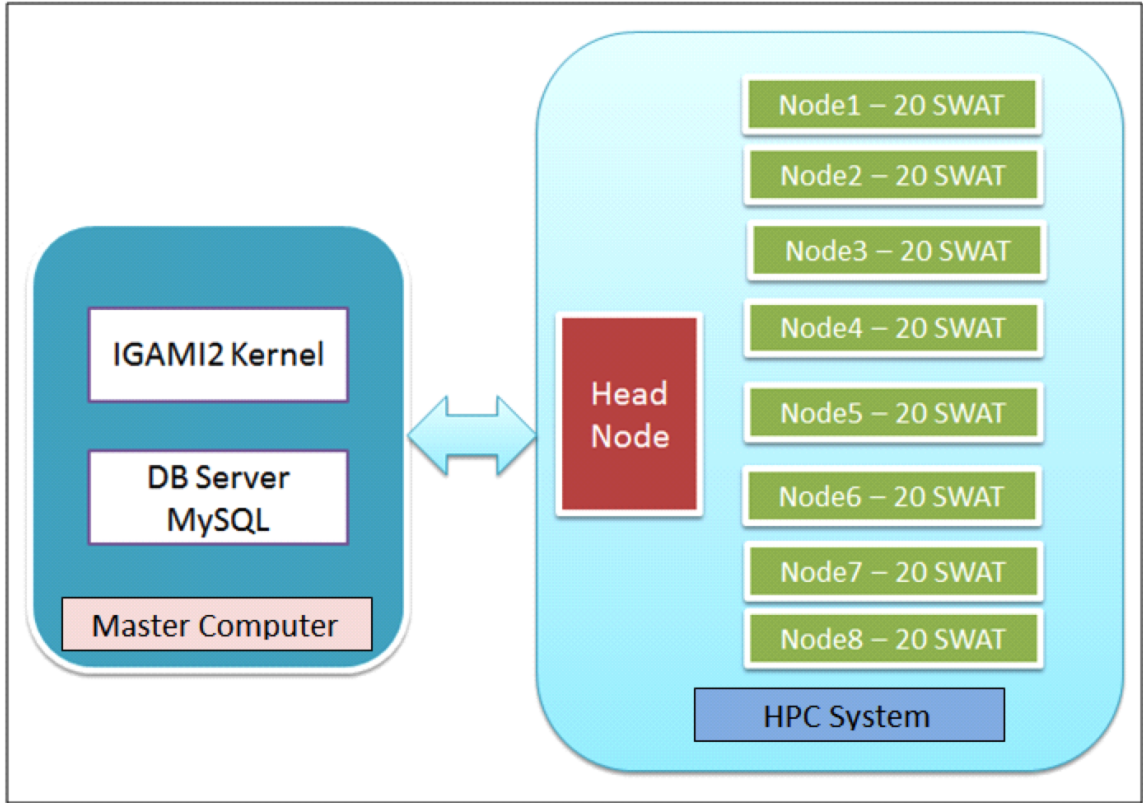 IGAMI2 Kernel
DB Server
MySQL
Master Computer
Head
Node
Node1 – 20 SWAT
Node2 – 20 SWAT
Node3 – 20 SWAT
Node4 – 20 SWAT
Node5 – 20 SWAT
Node6 – 20 SWAT
Node7 – 20 SWAT
Node8 – 20 SWAT
HPC System